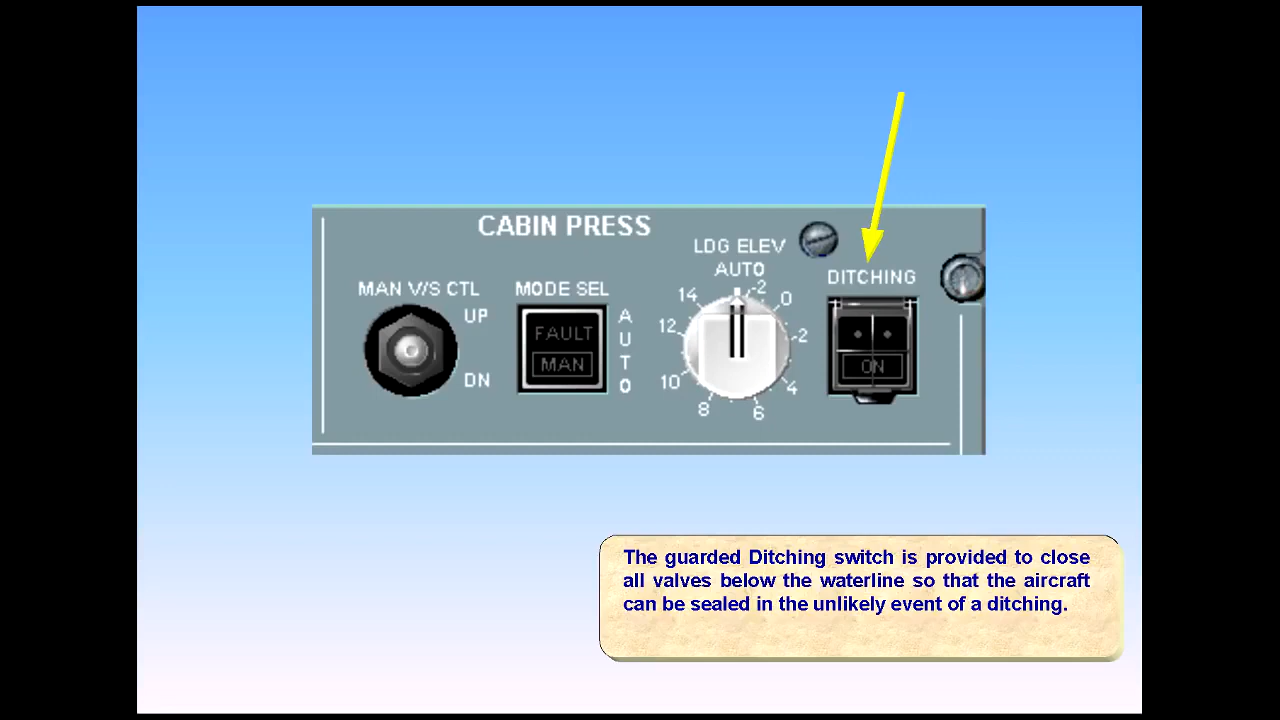 CABIN PRESS
LDG ELEV
AUTO
DITCHING
MAN V/S CTL
UP
DN
MODE SEL
FAULT
MAN
AUTO
14
-2
0
12
-2
10
4
8
6
ON
The guarded Ditching switch is provided to close
all valves below the waterline so that the aircraft
can be sealed in the unlikely event of a ditching.